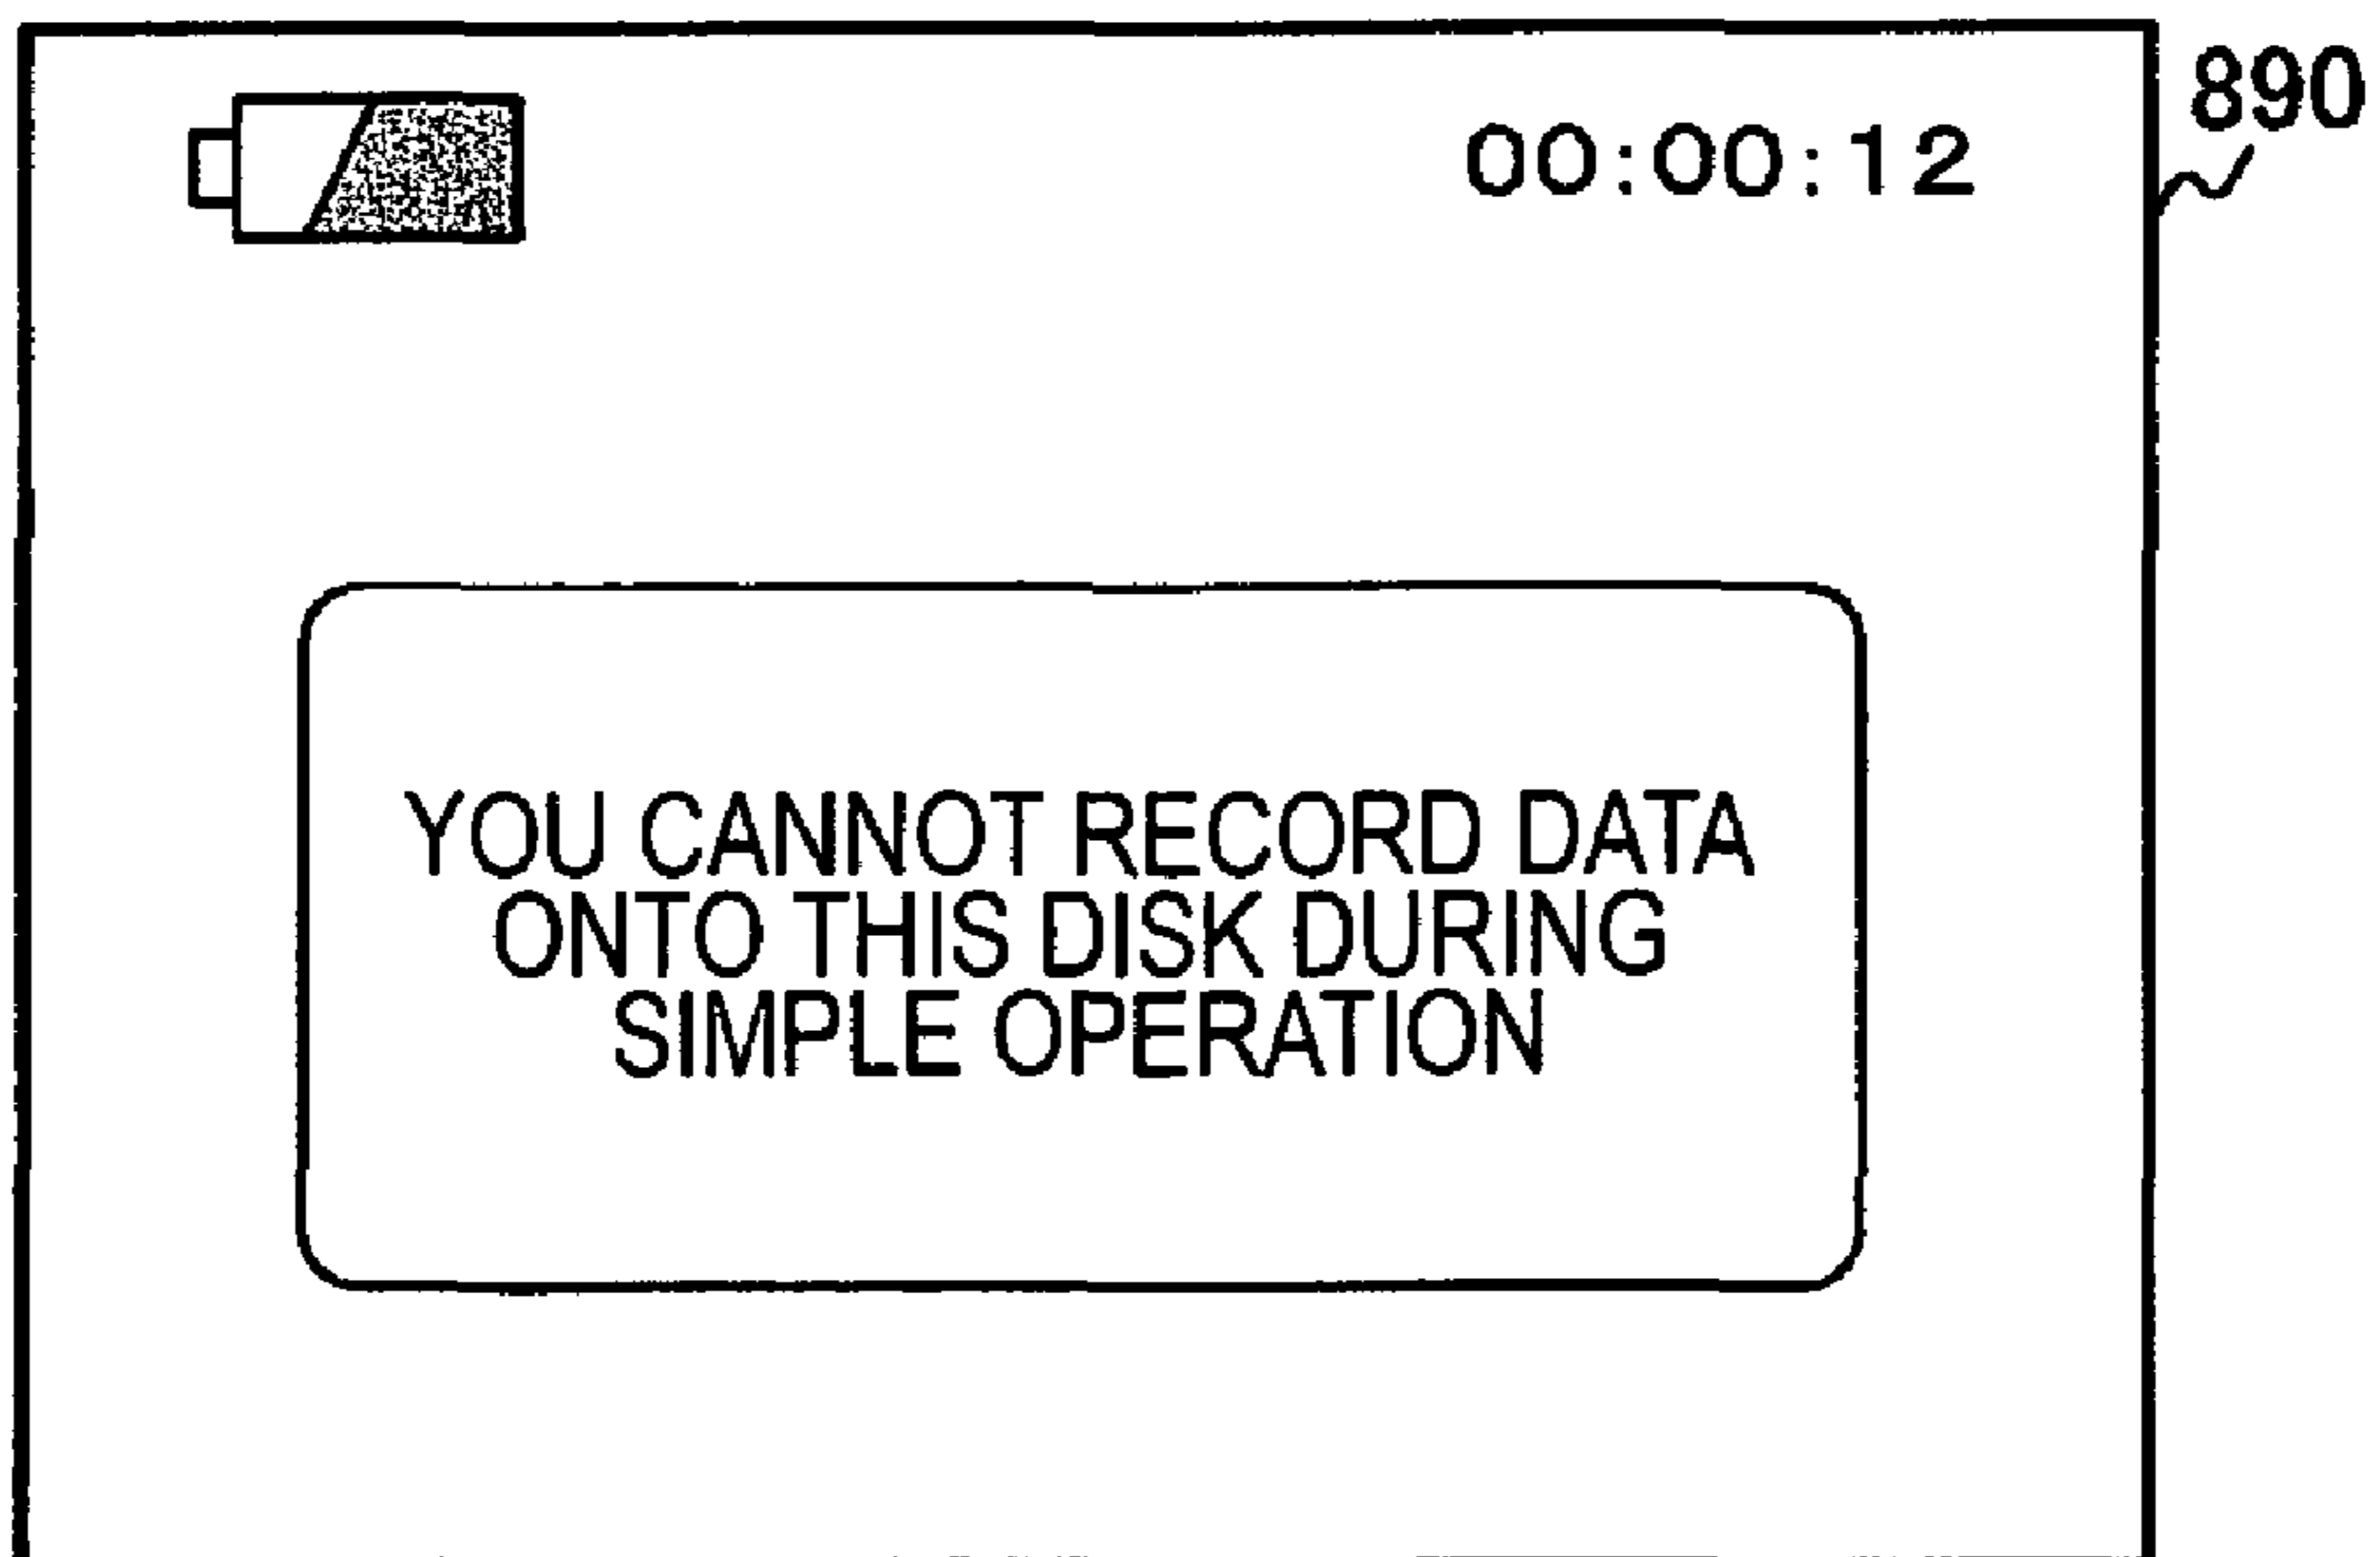 890
00:00:12
YOU CANNOT RECORD DATA
ONTO THIS DISK DURING
SIMPLE OPERATION